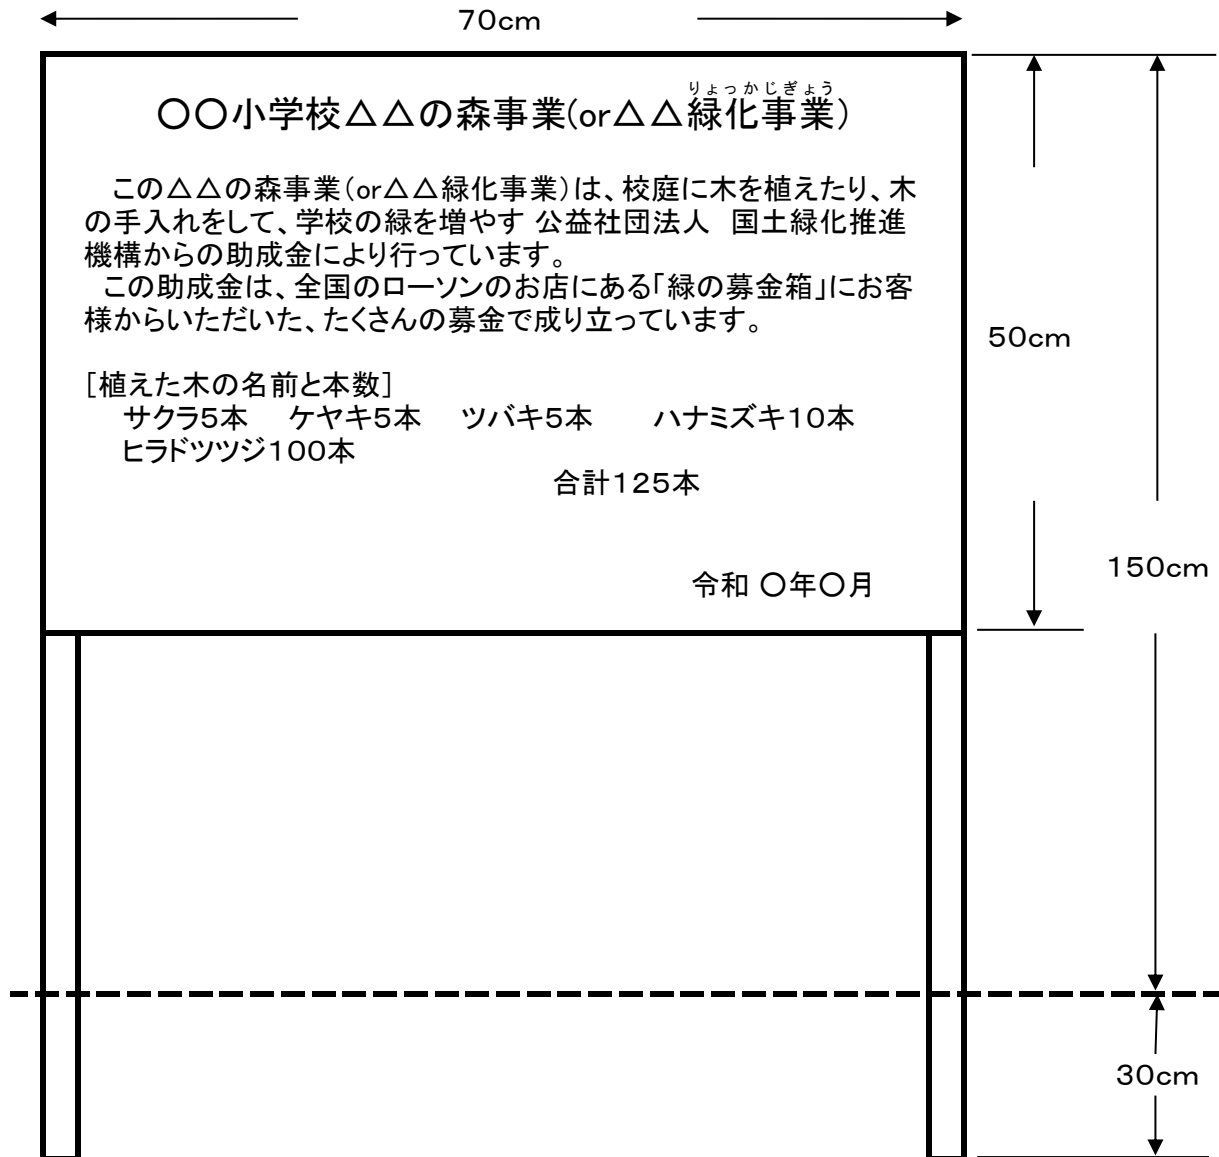 70cm
りょっかじぎょう
〇〇小学校△△の森事業(or△△緑化事業)
この△△の森事業(or△△緑化事業)は、校庭に木を植えたり、木
の手入れをして、学校の緑を増やす 公益社団法人　国土緑化推進
機構からの助成金により行っています。
この助成金は、全国のローソンのお店にある「緑の募金箱」にお客
様からいただいた、たくさんの募金で成り立っています。
[植えた木の名前と本数]
サクラ5本　ケヤキ5本　ツバキ5本　ハナミズキ10本
ヒラドツツジ100本
合計125本
令和 〇年〇月
50cm
150cm
30cm